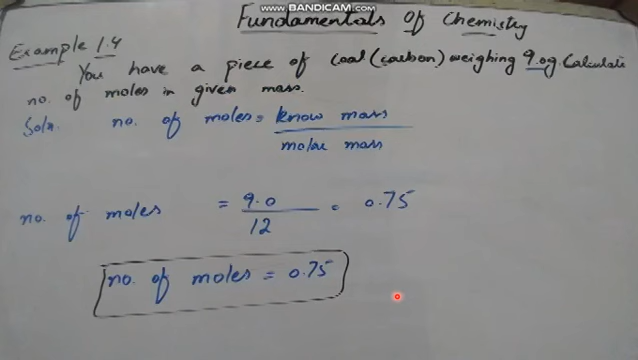 www.BANDICAM.com
Fundamentals Of Chemistry
Example 1.4
You have a piece of coal (carbon) weighing 9.0g Calculate
no. of moles in given mass.
Soln. no. of moles = know mass
molar mass
no. of moles = 9.0 = 0.75
12
no. of moles = 0.75